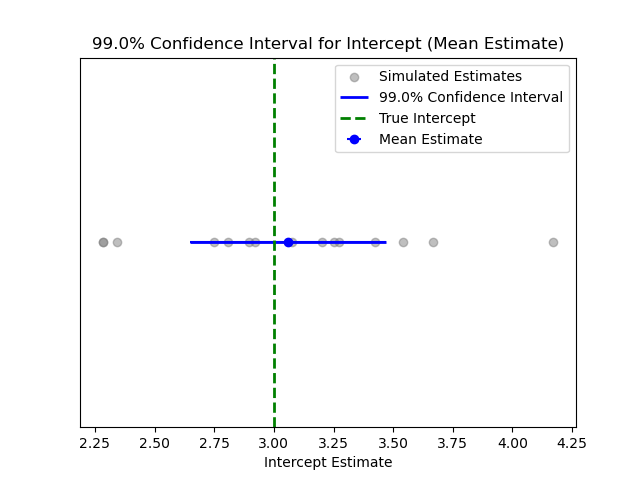 99.0% Confidence Interval for Intercept (Mean Estimate)
Simulated Estimates
99.0% Confidence Interval
True Intercept
Mean Estimate
2.25 2.50 2.75 3.00 3.25 3.50 3.75 4.00 4.25
Intercept Estimate